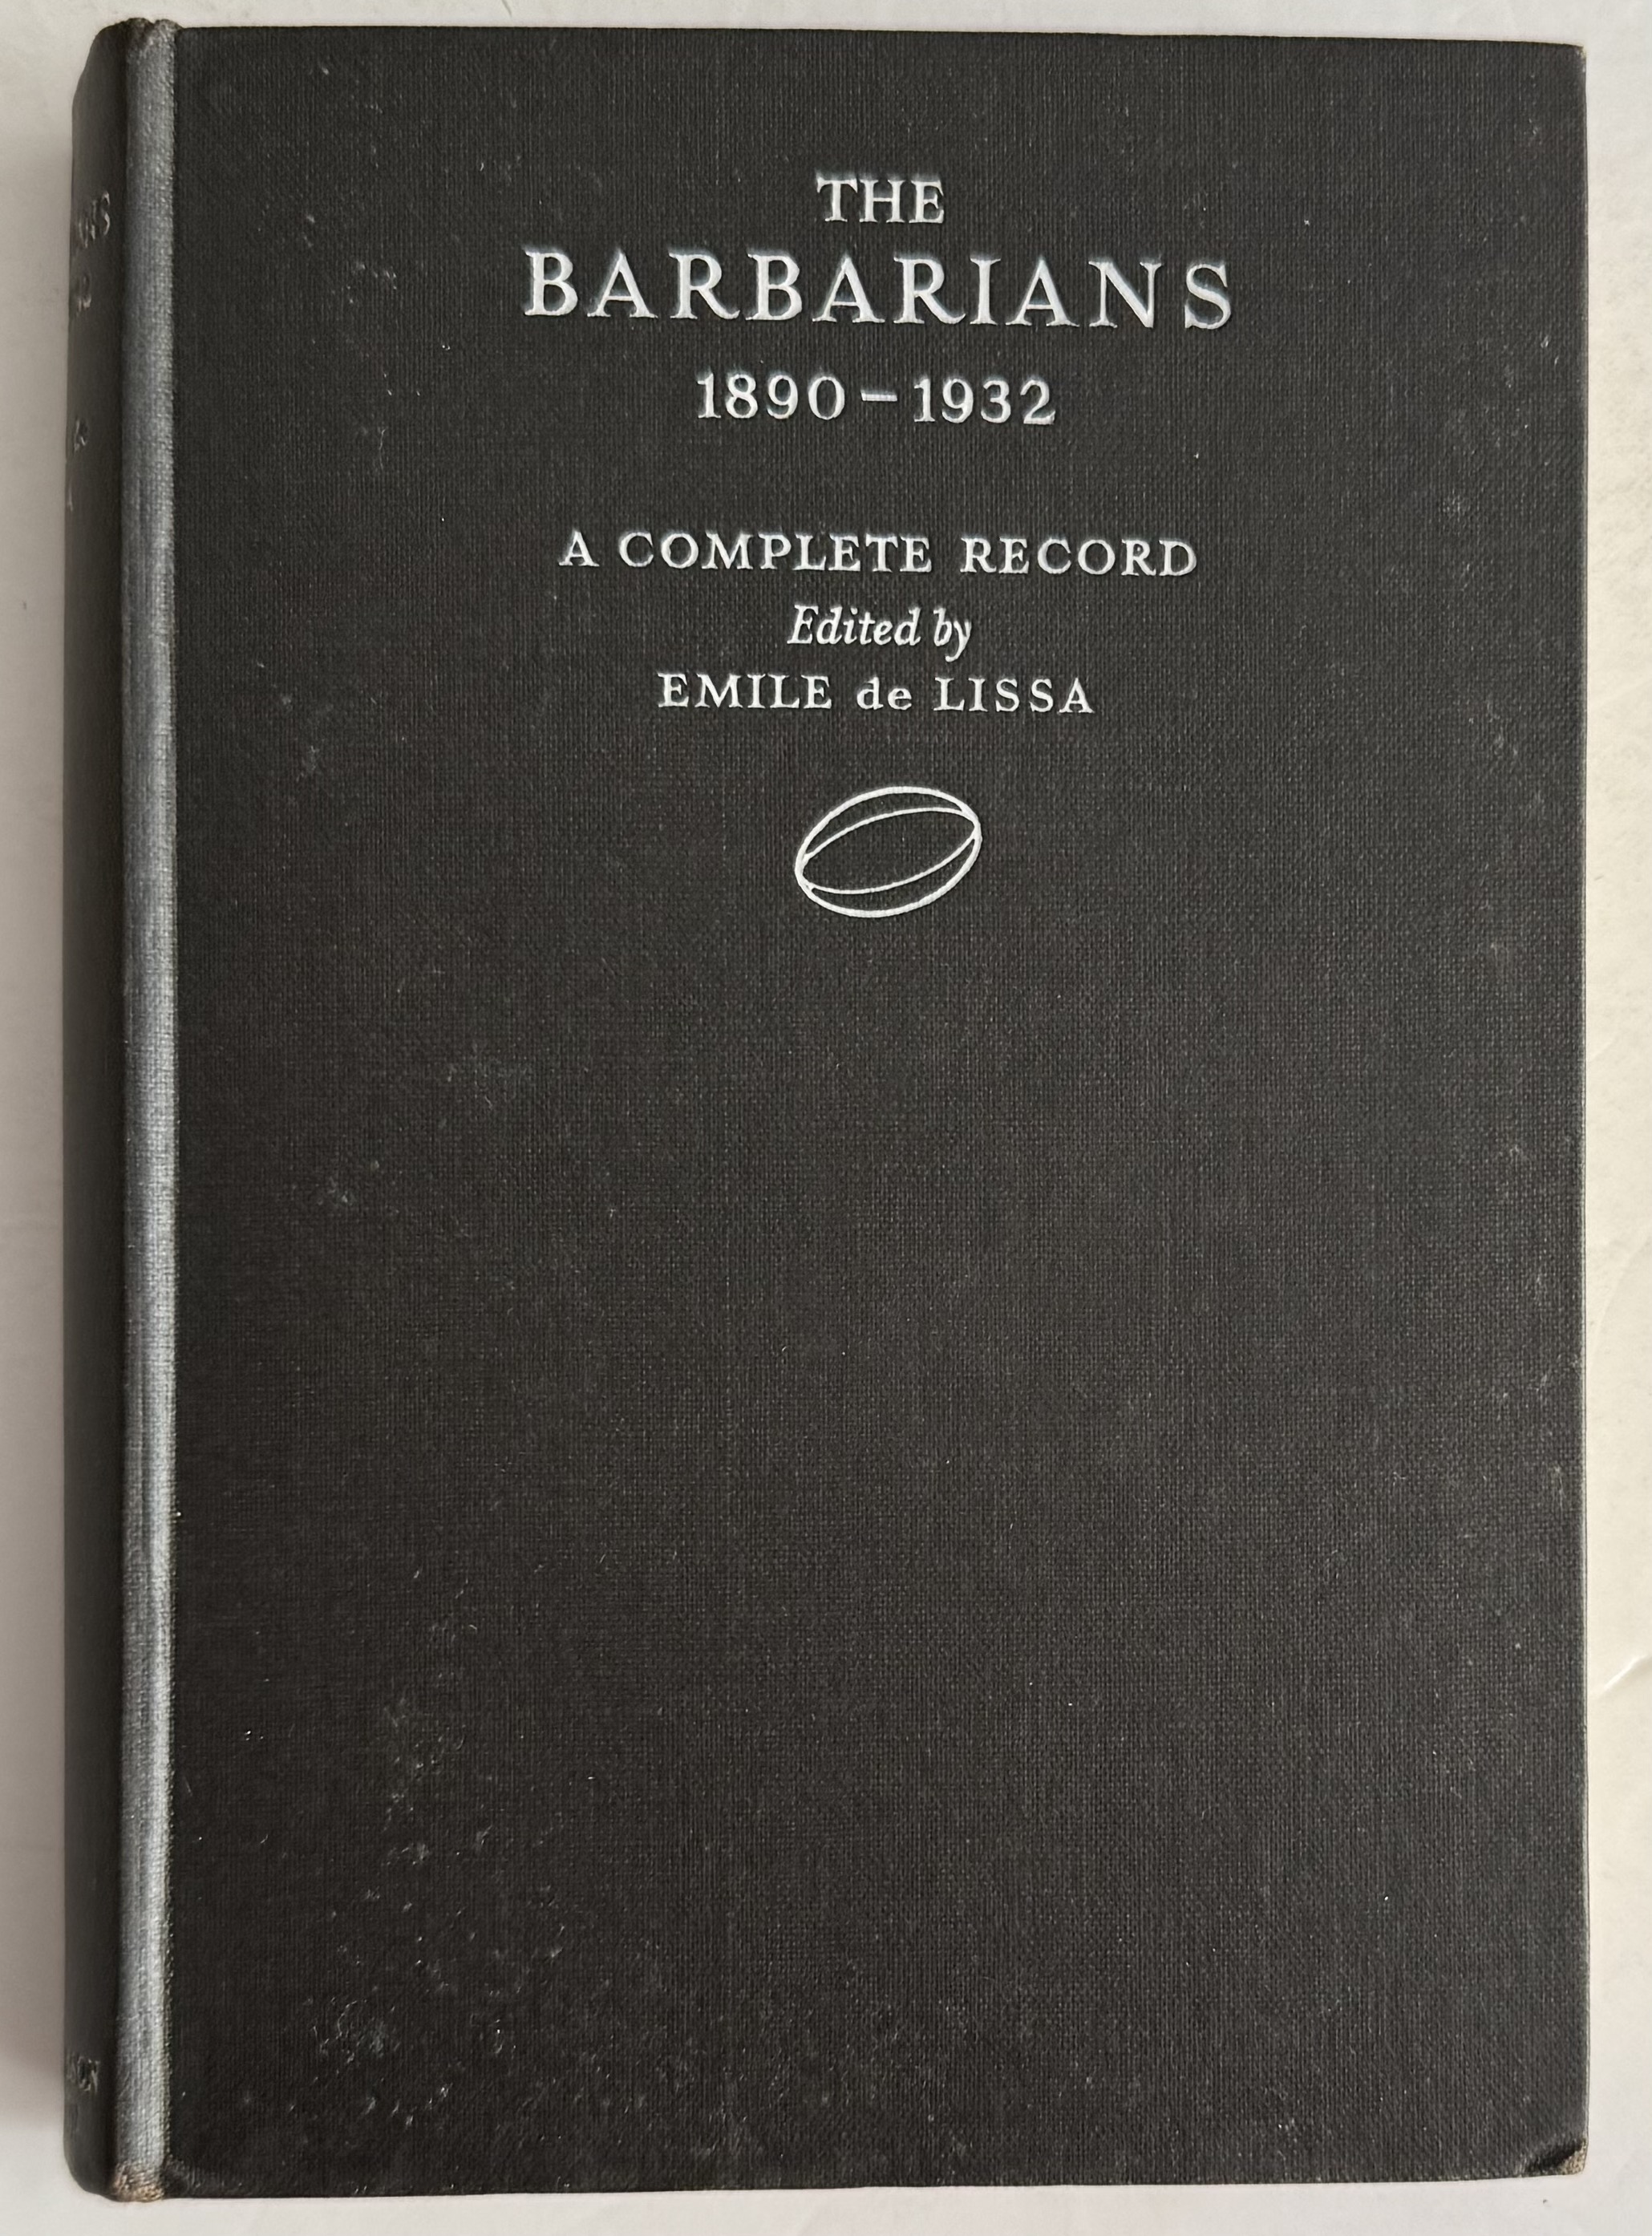 THE
BARBARIANS
1890–1932
A COMPLETE RECORD
Edited by
EMILE de LISSA